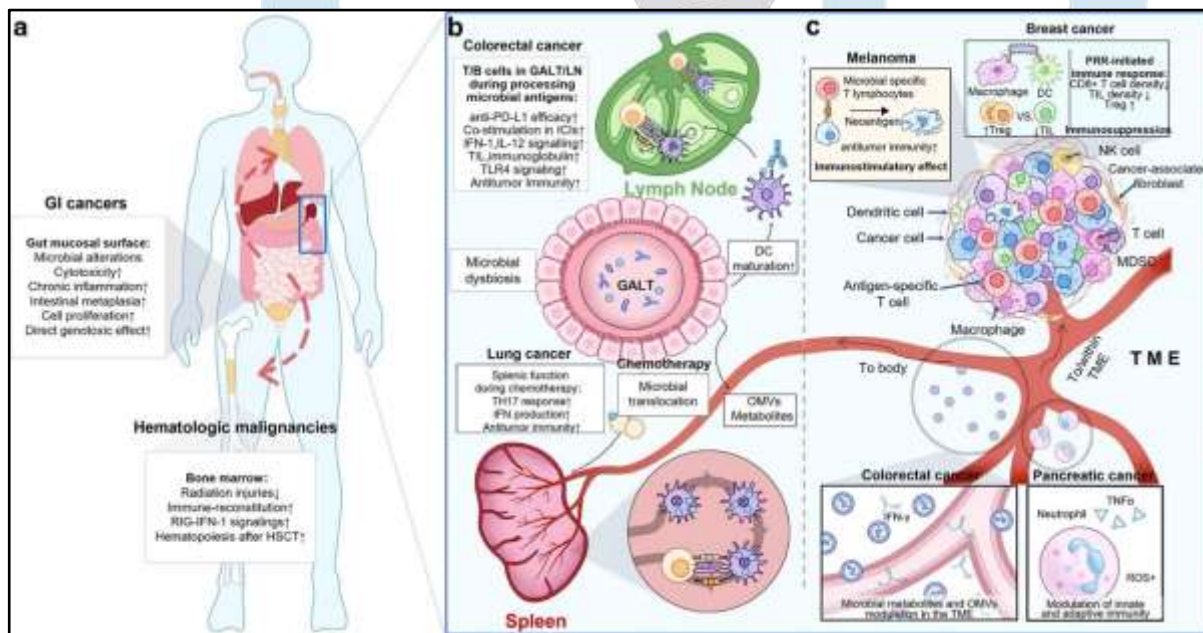 a
GI cancers
Gut mucosal surface:
Microbial alterations
Cytotoxicity↑
Chronic inflammation↑
Intestinal metaplasia↑
Cell proliferation↑
Direct genotoxic effect↑
Hematologic malignancies
Bone marrow:
Radiation injuries↓
Immune-reconstitution↑
RIG-IFN-1 signalings↑
Hematopoiesis after HSCT↑
b
Colorectal cancer
T/B cells in GALT/LN
during processing
microbial antigens:
anti-PD-L1 efficacy↑
Co-stimulation in ICIs↑
IFN-1,IL-12 signalling↑
TIL,immunoglobulin↑
TLR4 signaling↑
Antitumor Immunity↑
Lymph Node
Microbial
dysbiosis
GALT
DC
maturation↑
Lung cancer
Splenic function
during chemotherapy:
TH17 response↑
IFN production↑
Antitumor immunity↑
Chemotherapy
Microbial
translocation
OMVs
Metabolites
Spleen
c
Melanoma
Microbial specific
T lymphocytes
Neoantigen
antitumor immunity↑
Immunostimulatory effect
Breast cancer
Macrophage
DC
VS.
↑Treg
↓TIL
PRR-initiated
immune response:
CD8+ T cell density↓
TIL density↓
Treg ↑
Immunosuppression
NK cell
Cancer-associate
fibroblast
Dendritic cell
Cancer cell
T cell
MDSC
Antigen-specific
T cell
Macrophage
TME
To body
To/within
TME
Colorectal cancer
IFN-γ
Microbial metabolites and OMVs
modulation in the TME
Pancreatic cancer
TNFα
Neutrophil
ROS+
Modulation of innate
and adaptive immunity